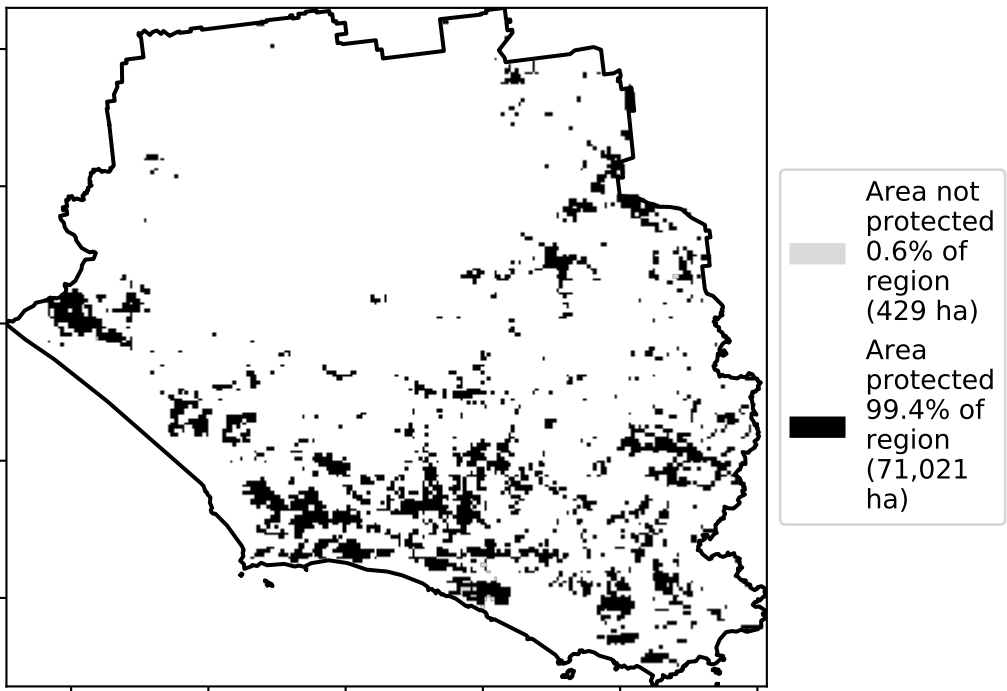 Area not
protected
0.6% of
region
(429 ha)
Area
protected
99.4% of
region
(71,021
ha)